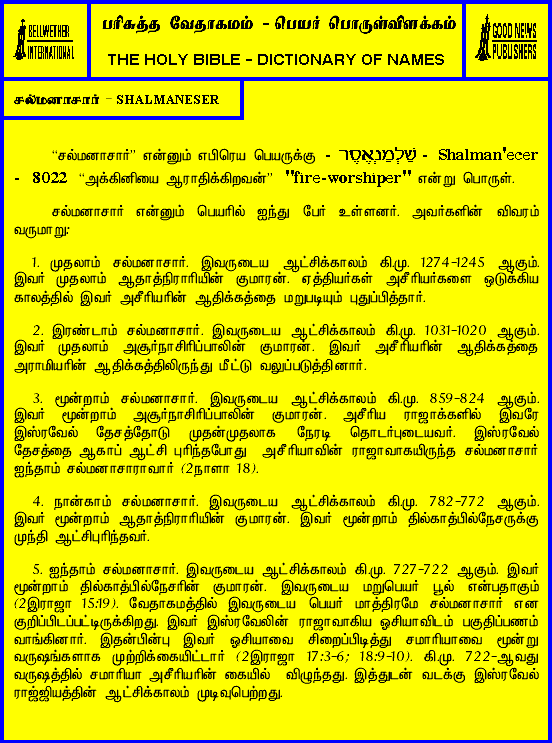 BELLWETHER
INTERNATIONAL
பரிசுத்த வேதாகமம் - பெயர் பொருள்விளக்கம்
THE HOLY BIBLE - DICTIONARY OF NAMES
GOOD NEWS
PUBLISHERS
சல்மனாசார் - SHALMANESER
"சல்மனாசார்" என்னும் எபிரெய பெயருக்கு - שַׁלְמַנְאֶסֶר - Shalman'ecer
- 8022 "அக்கினியை ஆராதிக்கிறவன்" "fire-worshiper" என்று பொருள்.
சல்மனாசார் என்னும் பெயரில் ஐந்து பேர் உள்ளனர். அவர்களின் விவரம்
வருமாறு:
1. முதலாம் சல்மனாசார். இவருடைய ஆட்சிக்காலம் கி.மு. 1274-1245 ஆகும்.
இவர் முதலாம் ஆதாத்நிராரியின் குமாரன். ஏத்தியர்கள் அசீரியர்களை ஒடுக்கிய
காலத்தில் இவர் அசீரியரின் ஆதிக்கத்தை மறுபடியும் புதுப்பித்தார்.
2. இரண்டாம் சல்மனாசார். இவருடைய ஆட்சிக்காலம் கி.மு. 1031-1020 ஆகும்.
இவர் முதலாம் அசூர்நாசிரிப்பாலின் குமாரன். இவர் அசீரியரின் ஆதிக்கத்தை
அராமியரின் ஆதிக்கத்திலிருந்து மீட்டு வலுப்படுத்தினார்.
3. மூன்றாம் சல்மனாசார். இவருடைய ஆட்சிக்காலம் கி.மு. 859-824 ஆகும்.
இவர் மூன்றாம் அசூர்நாசிரிப்பாலின் குமாரன். அசீரிய ராஜாக்களில் இவரே
இஸ்ரவேல் தேசத்தோடு முதன்முதலாக நேரடி தொடர்புடையவர். இஸ்ரவேல்
தேசத்தை ஆகாப் ஆட்சி புரிந்தபோது அசீரியாவின் ராஜாவாகயிருந்த சல்மனாசார்
ஐந்தாம் சல்மனாசாராவார் (2நாளா 18).
4. நான்காம் சல்மனாசார். இவருடைய ஆட்சிக்காலம் கி.மு. 782-772 ஆகும்.
இவர் மூன்றாம் ஆதாத்நிராரியின் குமாரன். இவர் மூன்றாம் தில்காத்பில்நேசருக்கு
முந்தி ஆட்சிபுரிந்தவர்.
5. ஐந்தாம் சல்மனாசார். இவருடைய ஆட்சிக்காலம் கி.மு. 727-722 ஆகும். இவர்
மூன்றாம் தில்காத்பில்நேசரின் குமாரன். இவருடைய மறுபெயர் பூல் என்பதாகும்
(2இராஜா 15:19). வேதாகமத்தில் இவருடைய பெயர் மாத்திரமே சல்மனாசார் என
குறிப்பிடப்பட்டிருக்கிறது. இவர் இஸ்ரவேலின் ராஜாவாகிய ஓசியாவிடம் பகுதிப்பணம்
வாங்கினார். இதன்பின்பு இவர் ஓசியாவை சிறைப்பிடித்து சமாரியாவை மூன்று
வருஷங்களாக முற்றிக்கையிட்டார் (2இராஜா 17:3-6; 18:9-10). கி.மு. 722-ஆவது
வருஷத்தில் சமாரியா அசீரியரின் கையில் விழுந்தது. இத்துடன் வடக்கு இஸ்ரவேல்
ராஜ்ஜியத்தின் ஆட்சிக்காலம் முடிவுபெற்றது.